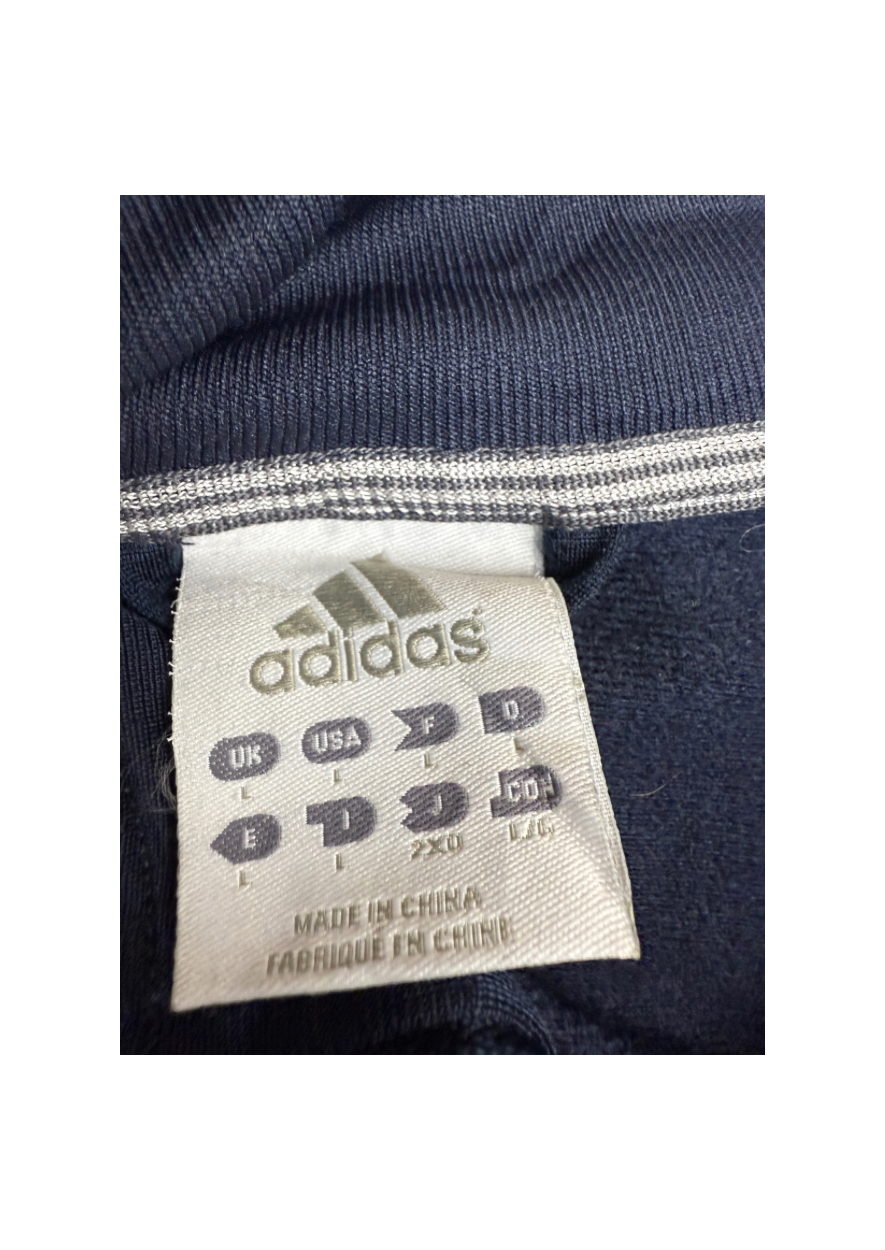 adidas
UK USA F D
L L L L
E I J CDN
L L 2XO L/G
MADE IN CHINA
FABRIQUÉ EN CHINE